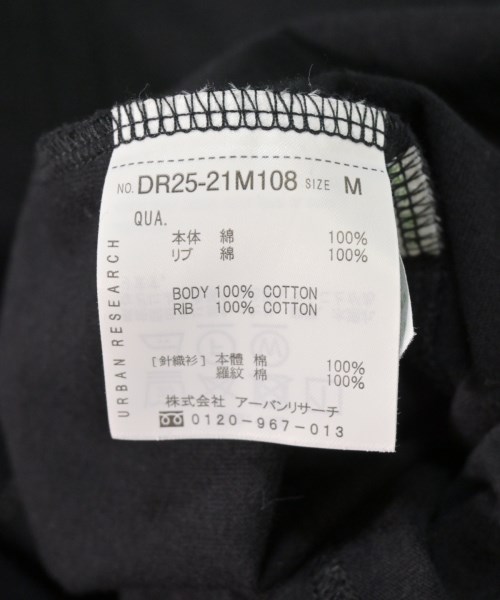 NO. DR25-21M108 SIZE M
QUA.
本体 綿 100%
リブ 綿 100%
BODY 100% COTTON
RIB 100% COTTON
[針織衫] 本體 棉 100%
羅紋 棉 100%
株式会社 アーバンリサーチ
0120-967-013
URBAN RESEARCH